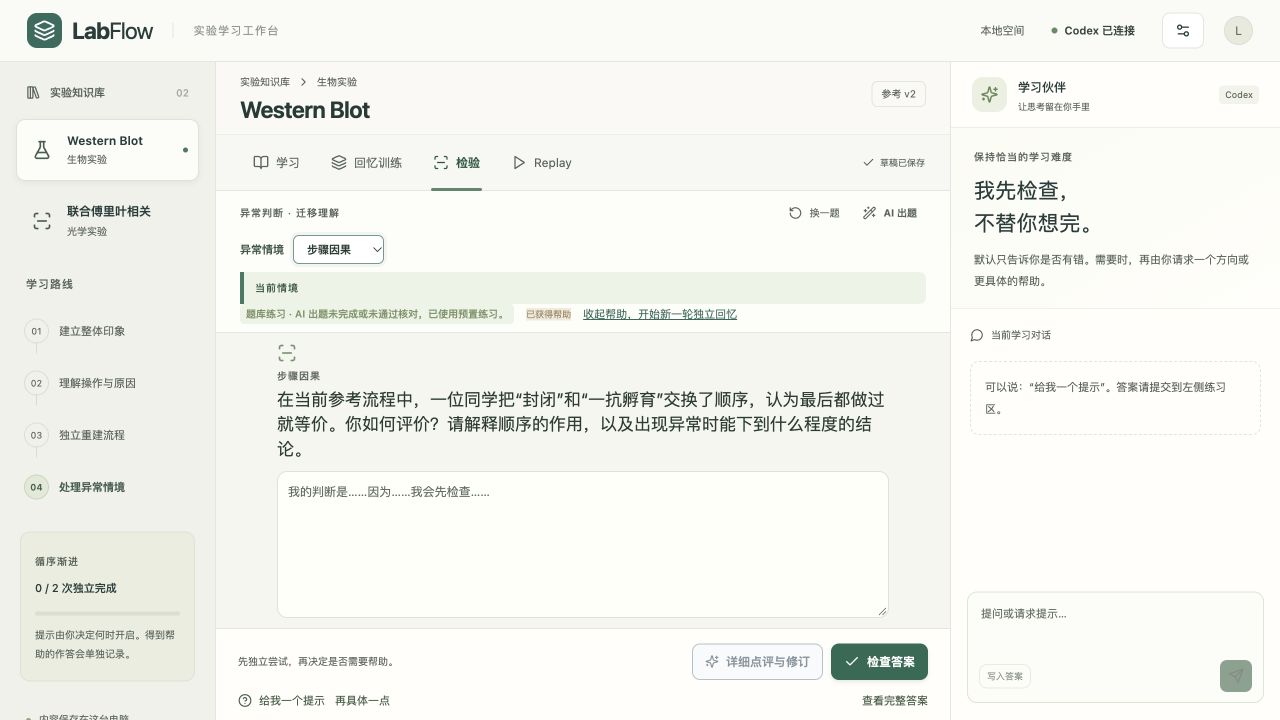 LabFlow
实验学习工作台
本地空间
Codex 已连接
L
实验知识库
02
Western Blot
生物实验
联合傅里叶相关
光学实验
学习路线
01 建立整体印象
02 理解操作与原因
03 独立重建流程
04 处理异常情境
循序渐进
0 / 2 次独立完成
提示由你决定何时开启。得到帮
助的作答会单独记录。
内容保存在这台电脑
实验知识库 > 生物实验
Western Blot
参考 v2
学习
回忆训练
检验
Replay
草稿已保存
异常判断 · 迁移理解
换一题
AI 出题
异常情境
步骤因果
当前情境
题库练习 · AI 出题未完成或未通过核对，已使用预置练习。
已获得帮助
收起帮助，开始新一轮独立回忆
步骤因果
在当前参考流程中，一位同学把“封闭”和“一抗孵育”交换了顺序，认为最后都做过
就等价。你如何评价？请解释顺序的作用，以及出现异常时能下到什么程度的结
论。
我的判断是……因为……我会先检查……
先独立尝试，再决定是否需要帮助。
详细点评与修订
检查答案
给我一个提示
再具体一点
查看完整答案
学习伙伴
让思考留在你手里
Codex
保持恰当的学习难度
我先检查，
不替你想完。
默认只告诉你是否有错。需要时，再由你请求一个方向或
更具体的帮助。
当前学习对话
可以说：“给我一个提示”。答案请提交到左侧练习
区。
提问或请求提示...
写入答案